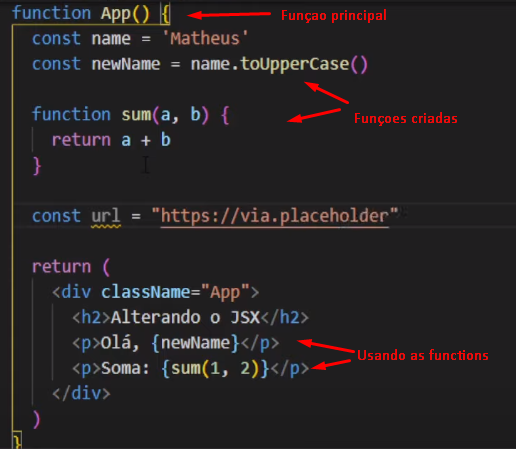 function App() { Funçao principal
const name = 'Matheus'
const newName = name.toUpperCase()
function sum(a, b) { Funçoes criadas
return a + b
}
const url = "https://via.placeholder"
return (
<div className="App">
<h2>Alterando o JSX</h2>
<p>Olá, {newName}</p>
Usando as functions
<p>Soma: {sum(1, 2)}</p>
</div>
)
}